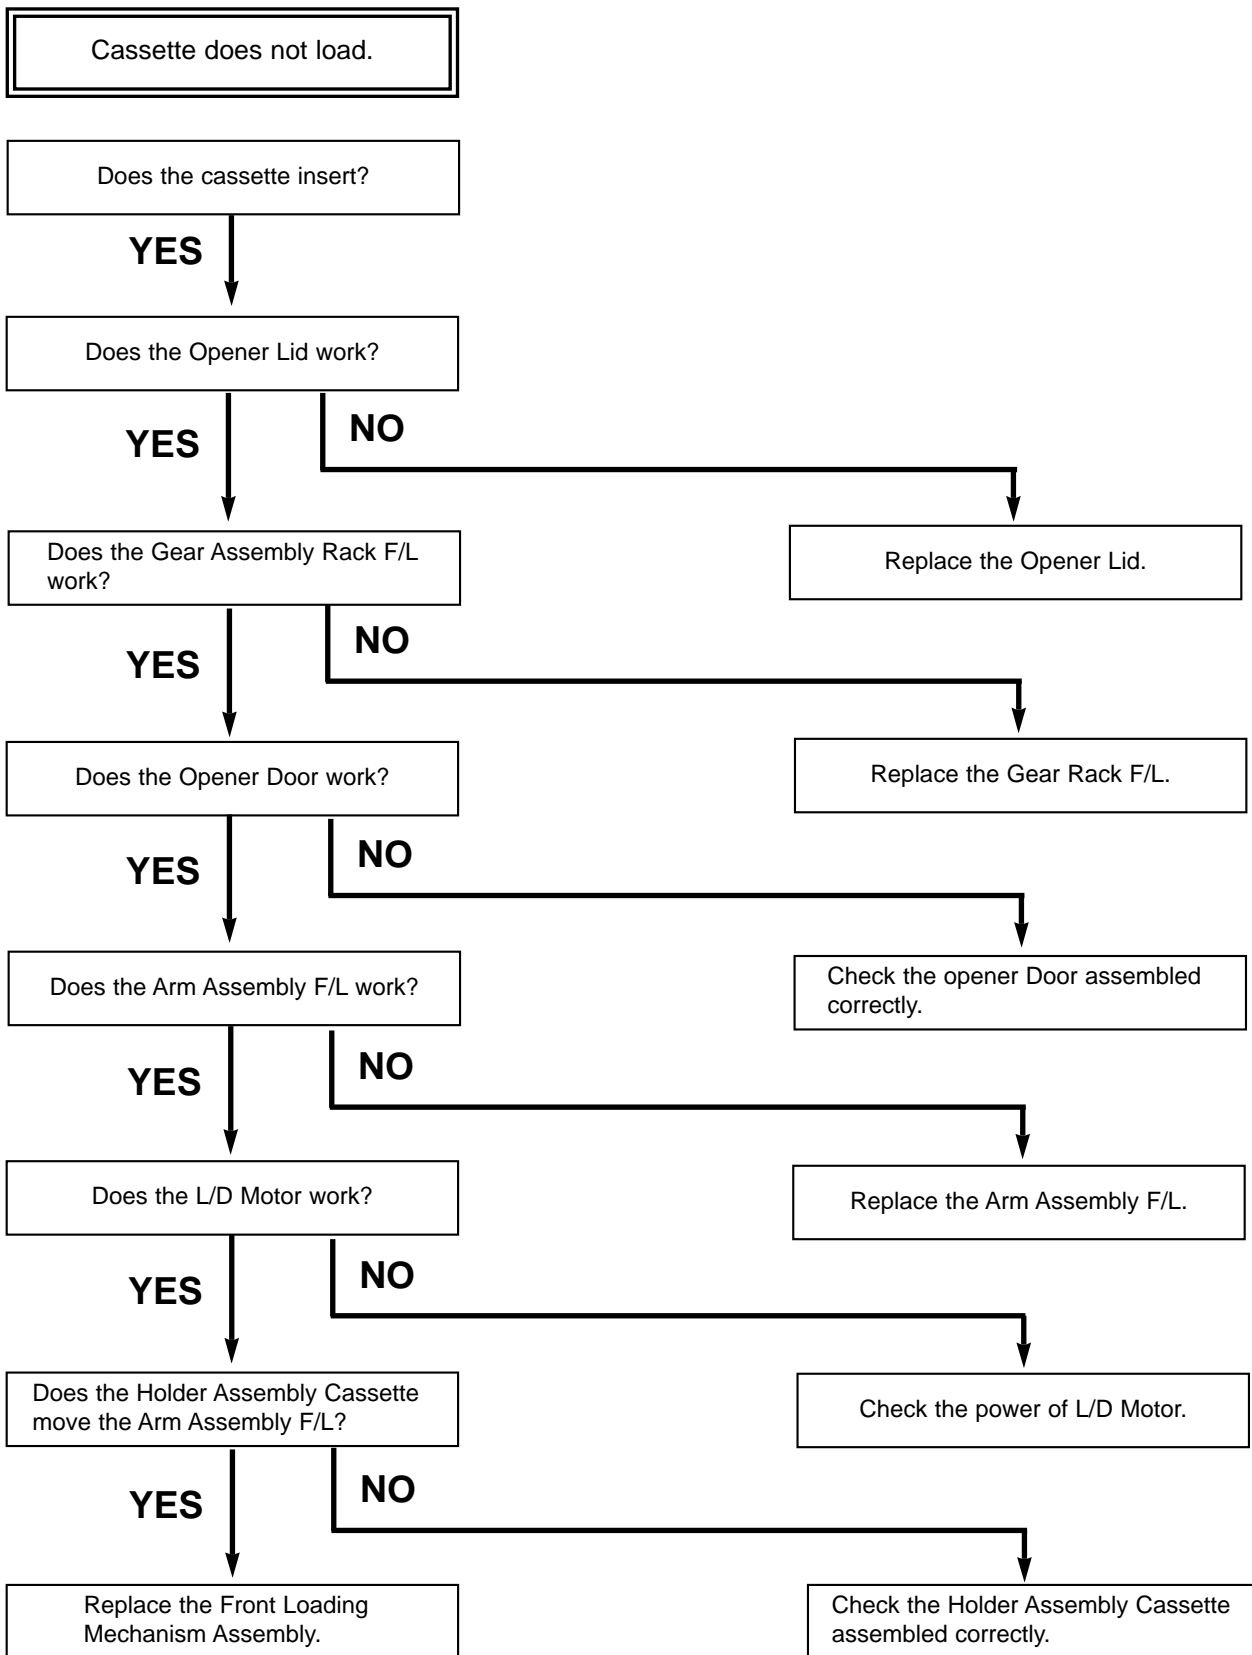 Cassette does not load.
Does the cassette insert?
YES
Does the Opener Lid work?
YES
NO
Does the Gear Assembly Rack F/L
work?
Replace the Opener Lid.
YES
NO
Does the Opener Door work?
Replace the Gear Rack F/L.
YES
NO
Does the Arm Assembly F/L work?
Check the opener Door assembled
correctly.
YES
NO
Does the L/D Motor work?
Replace the Arm Assembly F/L.
YES
NO
Does the Holder Assembly Cassette
move the Arm Assembly F/L?
Check the power of L/D Motor.
YES
NO
Replace the Front Loading
Mechanism Assembly.
Check the Holder Assembly Cassette
assembled correctly.